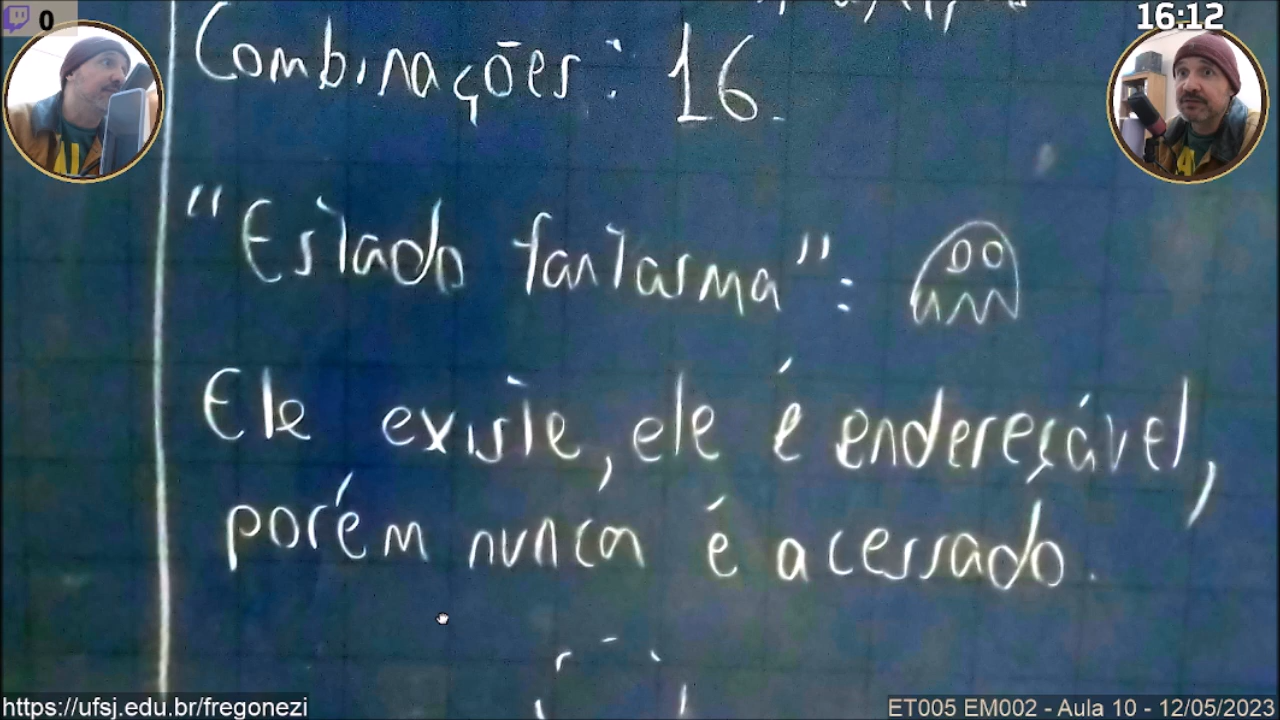 0
16:12
Combinações: 16.
"Estado fantasma":
Ele existe, ele é endereçável,
porém nunca é acessado.
https://ufsj.edu.br/fregonezi
ET005 EM002 - Aula 10 - 12/05/2023